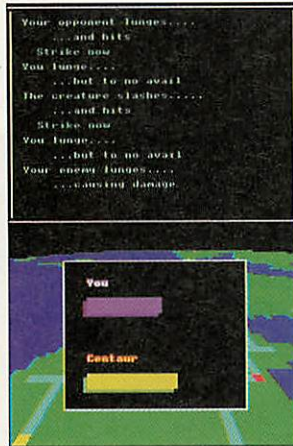 Your opponent lunges....
...and hits
Strike now
You lunge....
...but to no avail
The creature slashes.....
...and hits
Strike now
You lunge....
...but to no avail
Your enemy lunges....
...causing damage
You
Centaur